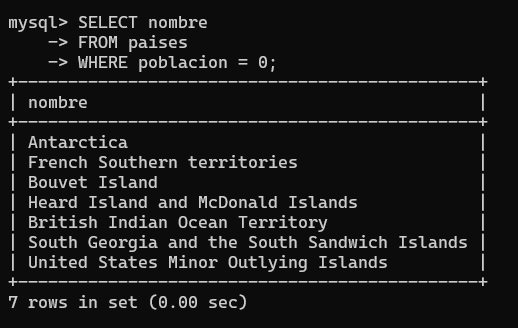 mysql> SELECT nombre
    -> FROM paises
    -> WHERE poblacion = 0;
+----------------------------------------------+
| nombre                                       |
+----------------------------------------------+
| Antarctica                                   |
| French Southern territories                  |
| Bouvet Island                                |
| Heard Island and McDonald Islands            |
| British Indian Ocean Territory               |
| South Georgia and the South Sandwich Islands |
| United States Minor Outlying Islands         |
+----------------------------------------------+
7 rows in set (0.00 sec)